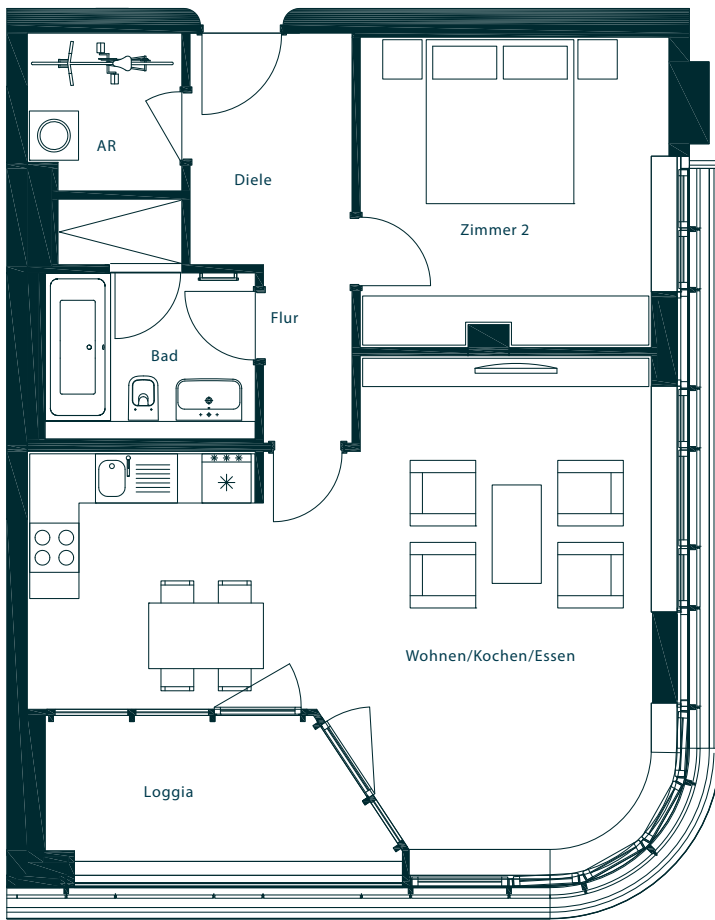 AR
Diele
Zimmer 2
Flur
Bad
Wohnen/Kochen/Essen
Loggia